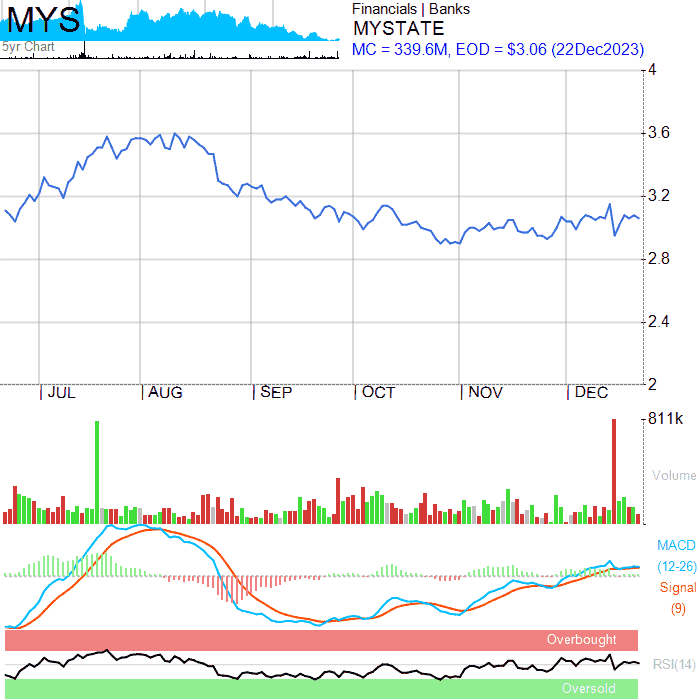 MYS
5yr Chart
Financials | Banks
MYSTATE
MC = 339.6M, EOD = $3.06 (22Dec2023)
4
3.6
3.2
2.8
2.4
2
JUL AUG SEP OCT NOV DEC
811k
Volume
MACD
(12-26)
Signal
(9)
Overbought
RSI(14)
Oversold